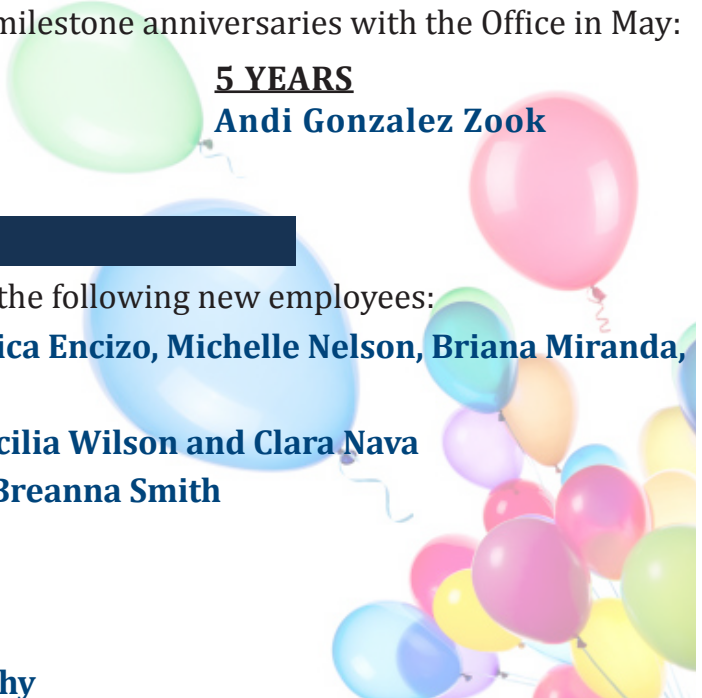 milestone anniversaries with the Office in May:
5 YEARS
Andi Gonzalez Zook
the following new employees:
ica Encizo, Michelle Nelson, Briana Miranda,
cilia Wilson and Clara Nava
Breanna Smith
hy